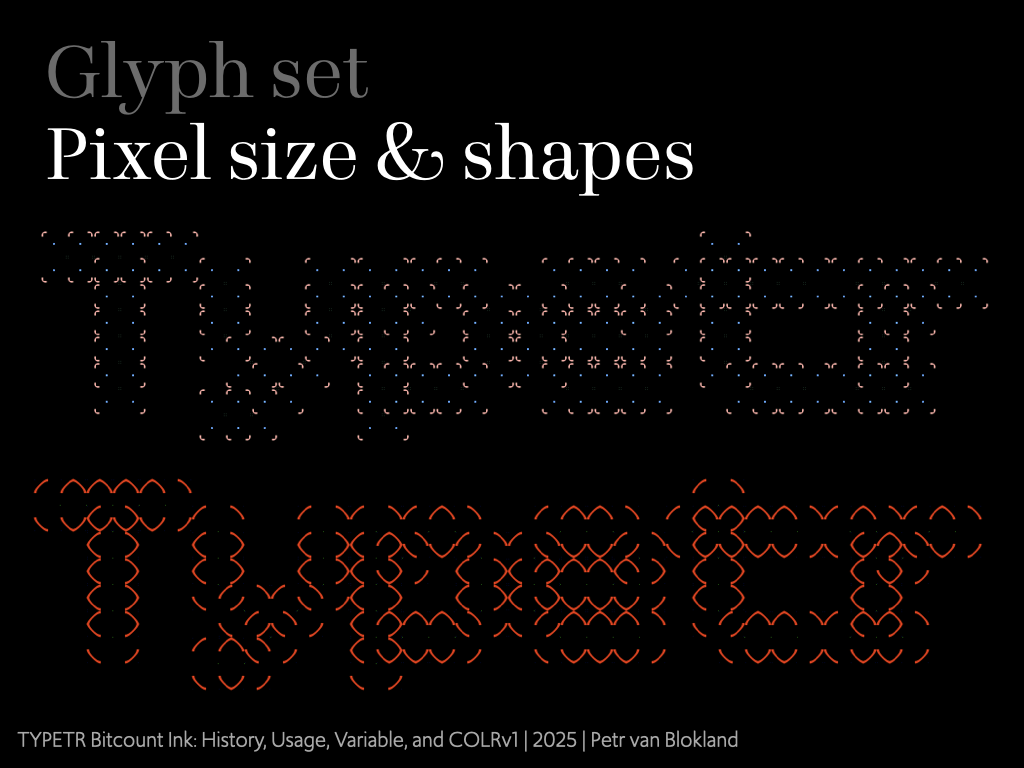 Glyph set
Pixel size & shapes
TypeTr
TypeTr
TYPETR Bitcount Ink: History, Usage, Variable, and COLRv1 | 2025 | Petr van Blokland